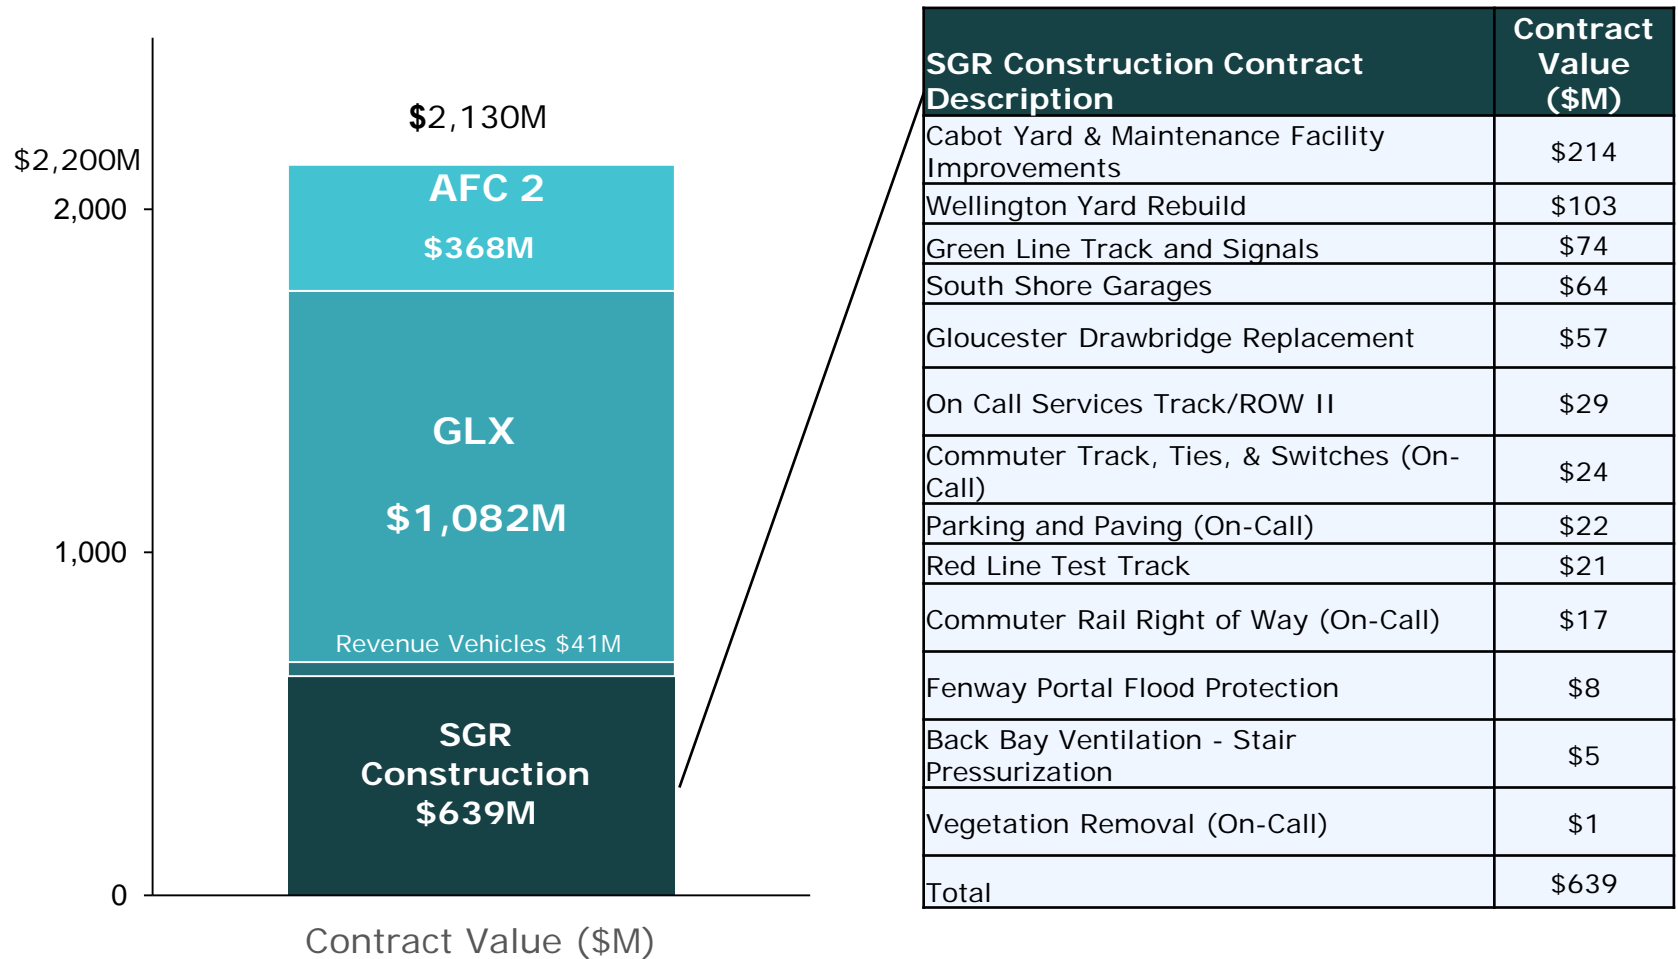 $2,130M
$2,200M
2,000
1,000
0
AFC 2
$368M
GLX
$1,082M
Revenue Vehicles $41M
SGR
Construction
$639M
Contract Value ($M)
SGR Construction Contract
Description
Contract
Value
($M)
Cabot Yard & Maintenance Facility
Improvements
$214
Wellington Yard Rebuild
$103
Green Line Track and Signals
$74
South Shore Garages
$64
Gloucester Drawbridge Replacement
$57
On Call Services Track/ROW II
$29
Commuter Track, Ties, & Switches (On-
Call)
$24
Parking and Paving (On-Call)
$22
Red Line Test Track
$21
Commuter Rail Right of Way (On-Call)
$17
Fenway Portal Flood Protection
$8
Back Bay Ventilation - Stair
Pressurization
$5
Vegetation Removal (On-Call)
$1
Total
$639